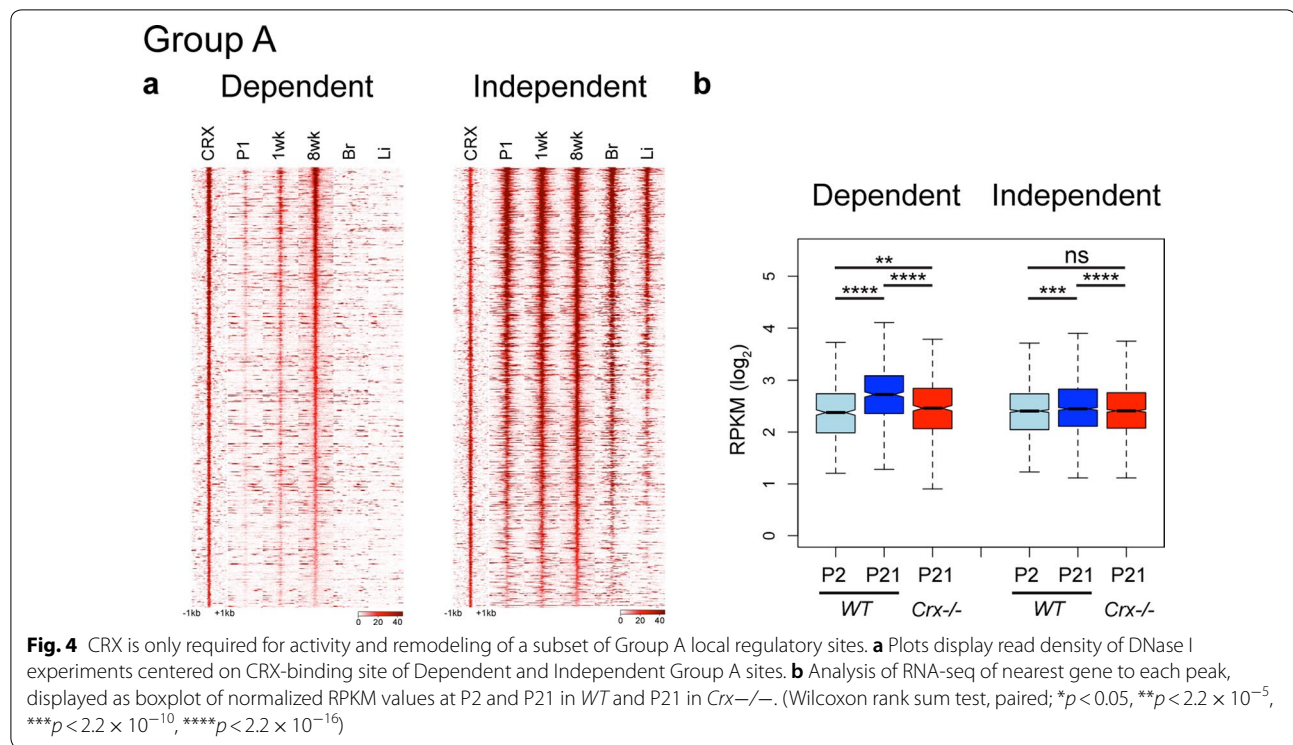 Group A
a Dependent Independent b
CRX P1 1wk 8wk Br Li CRX P1 1wk 8wk Br Li
-1kb +1kb 0 20 40 -1kb +1kb 0 20 40
Dependent Independent
** ns
**** **** *** ****
RPKM (log2)
5
4
3
2
1
0
P2 P21 P21 P2 P21 P21
WT Crx-/- WT Crx-/-
Fig. 4 CRX is only required for activity and remodeling of a subset of Group A local regulatory sites. a Plots display read density of DNase I
experiments centered on CRX-binding site of Dependent and Independent Group A sites. b Analysis of RNA-seq of nearest gene to each peak,
displayed as boxplot of normalized RPKM values at P2 and P21 in WT and P21 in Crx−/−. (Wilcoxon rank sum test, paired; *p < 0.05, **p < 2.2 × 10⁻⁵,
***p < 2.2 × 10⁻¹⁰, ****p < 2.2 × 10⁻¹⁶)